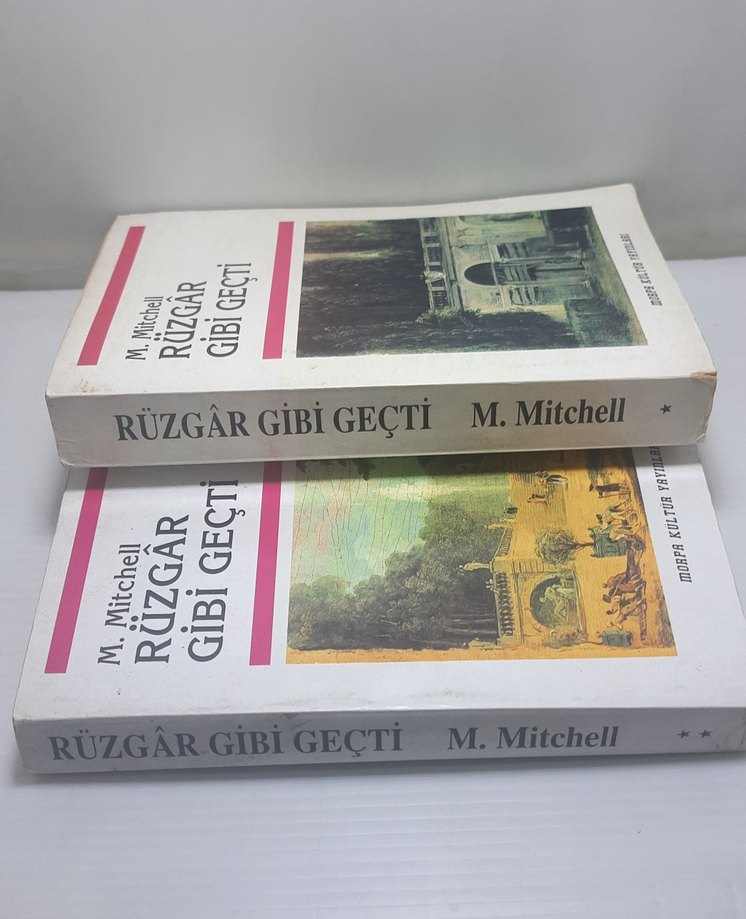 M. Mitchell
RÜZGÂR
GİBİ GEÇTİ
MORPA KÜLTÜR YAYINLARI
RÜZGÂR GİBİ GEÇTİ M. Mitchell ★
M. Mitchell
RÜZGÂR
GİBİ GEÇTİ
MORPA KÜLTÜR YAYINLA
RÜZGÂR GİBİ GEÇTİ M. Mitchell ★ ★